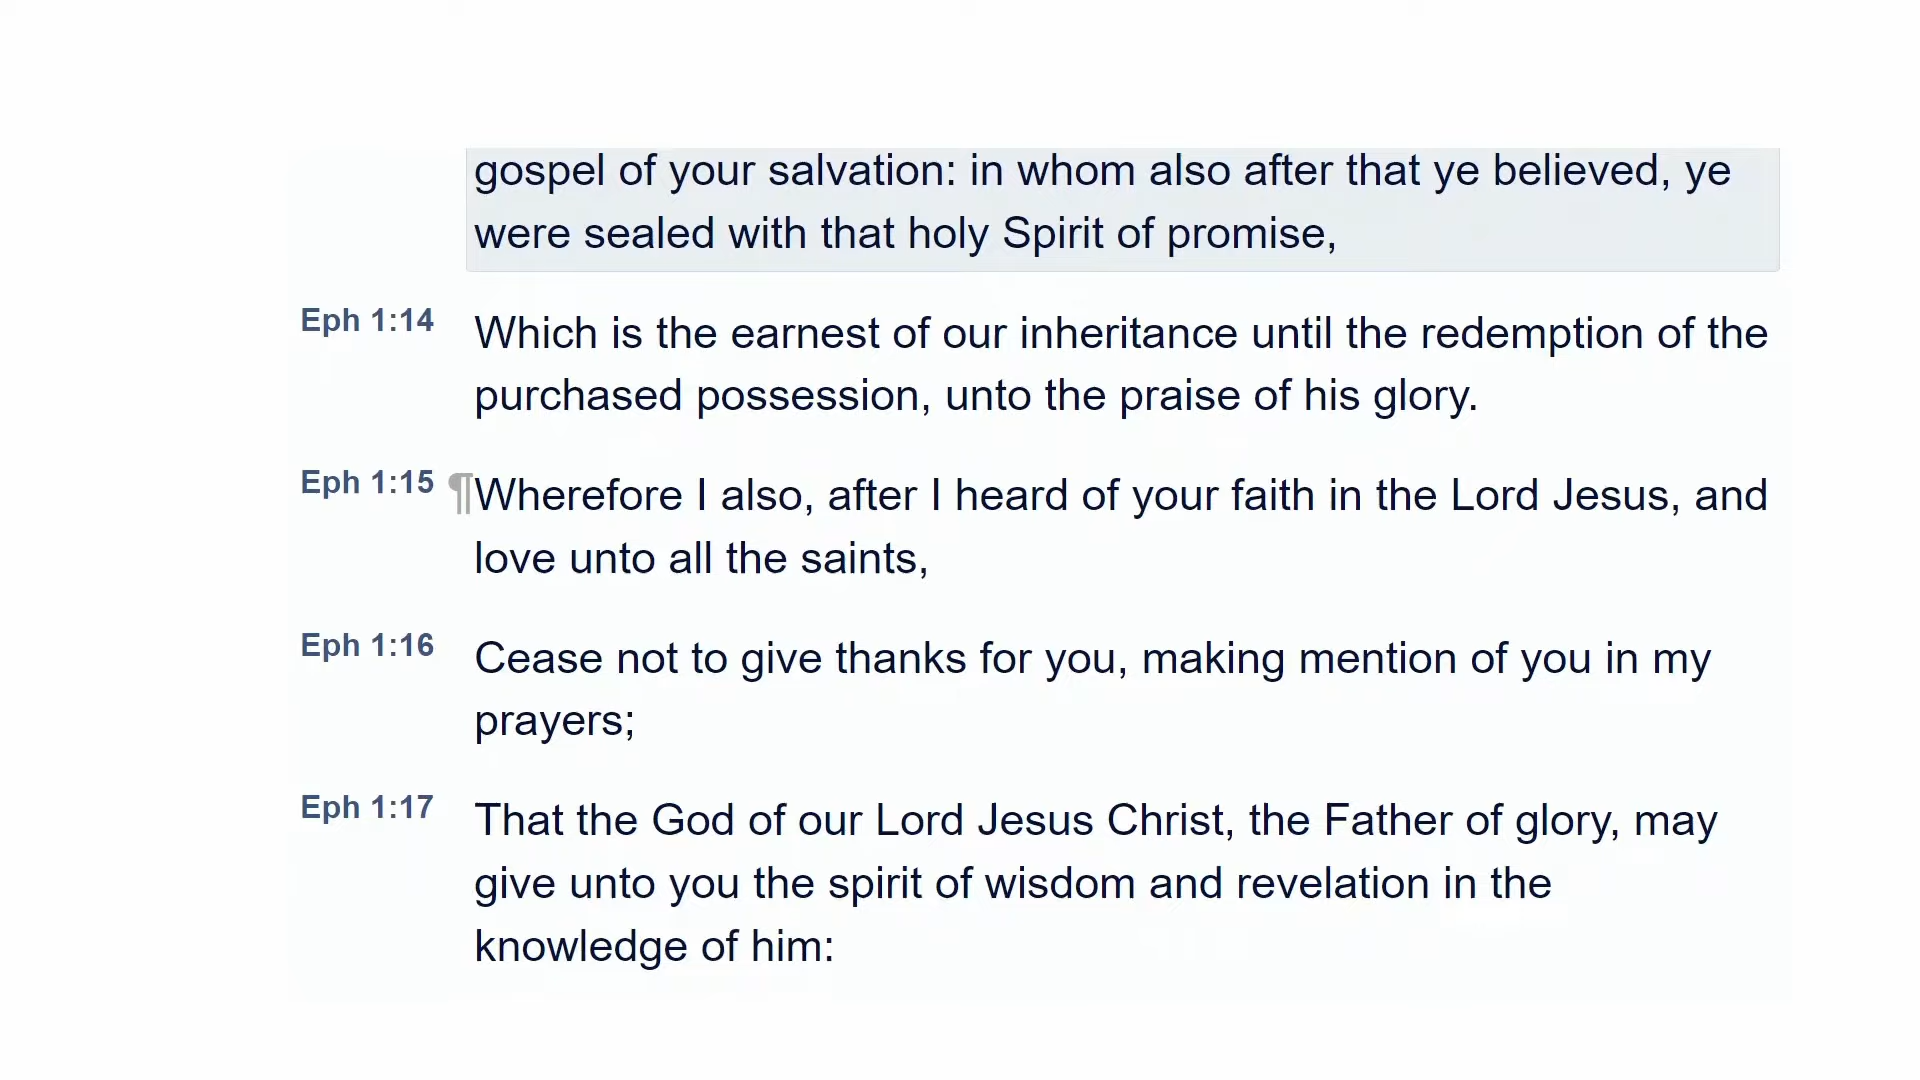 gospel of your salvation: in whom also after that ye believed, ye
were sealed with that holy Spirit of promise,
Eph 1:14 Which is the earnest of our inheritance until the redemption of the
purchased possession, unto the praise of his glory.
Eph 1:15 ¶Wherefore I also, after I heard of your faith in the Lord Jesus, and
love unto all the saints,
Eph 1:16 Cease not to give thanks for you, making mention of you in my
prayers;
Eph 1:17 That the God of our Lord Jesus Christ, the Father of glory, may
give unto you the spirit of wisdom and revelation in the
knowledge of him: